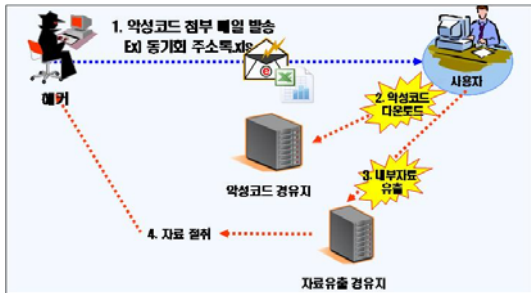 1. 악성코드 첨부 메일 발송
Ex) 동기회 주소록.xls
해커
사용자
2. 악성코드
다운로드
악성코드 경유지
3. 내부자료
유출
4. 자료 절취
자료유출 경유지